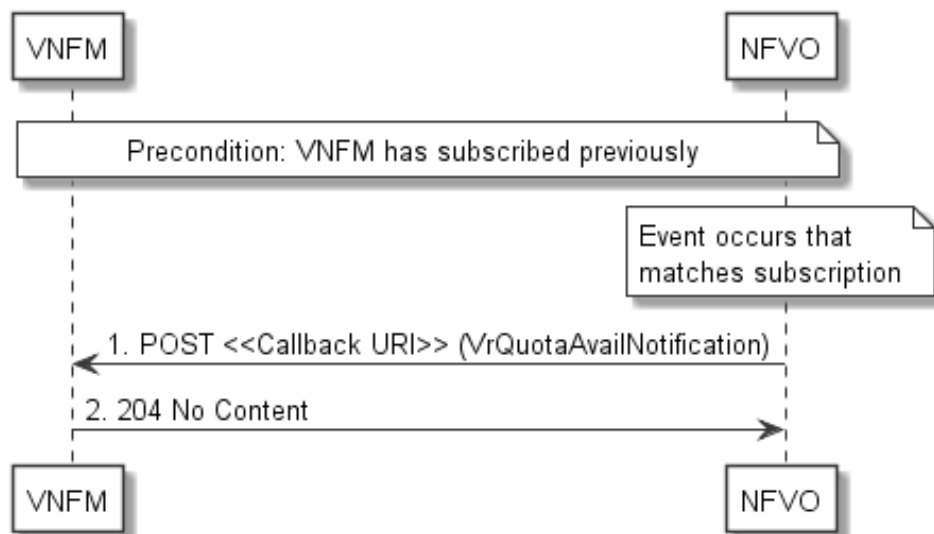 VNFM
NFVO
Precondition: VNFM has subscribed previously
Event occurs that
matches subscription
1. POST <<Callback URI>> (VrQuotaAvailNotification)
2. 204 No Content
VNFM
NFVO